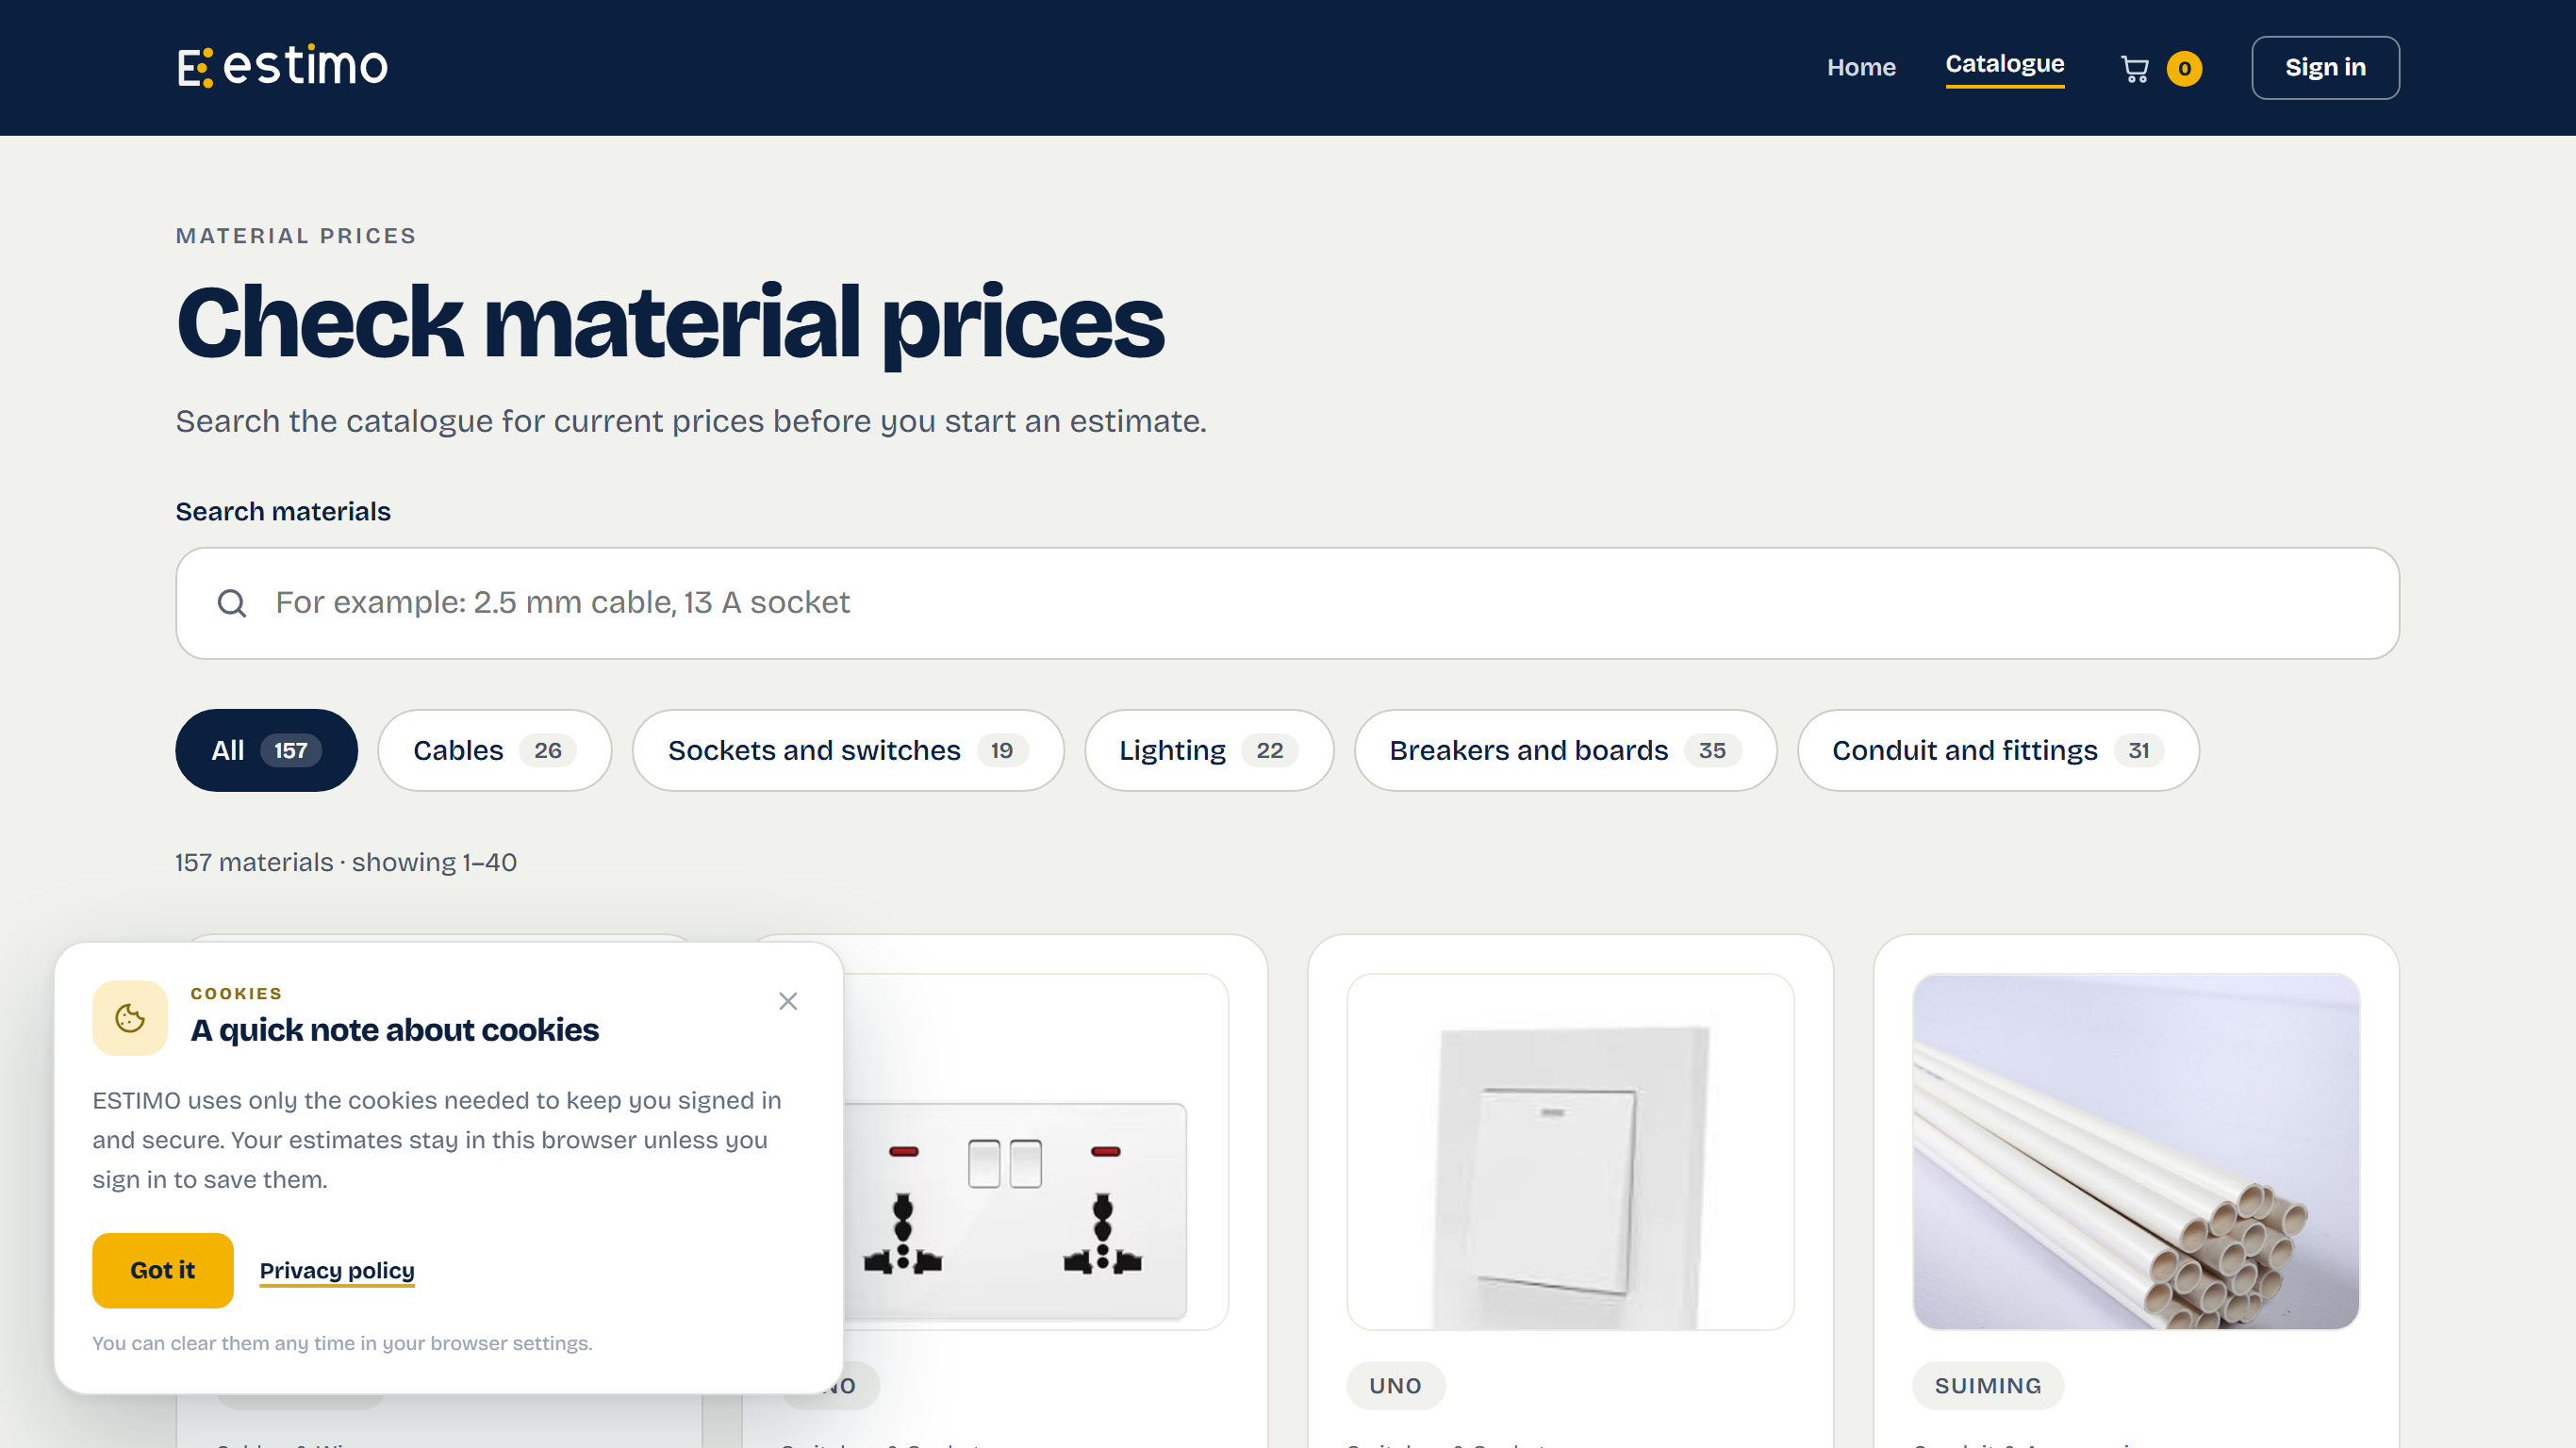 estimo
Home
Catalogue
0
Sign in
MATERIAL PRICES
Check material prices
Search the catalogue for current prices before you start an estimate.
Search materials
For example: 2.5 mm cable, 13 A socket
All 157
Cables 26
Sockets and switches 19
Lighting 22
Breakers and boards 35
Conduit and fittings 31
157 materials · showing 1–40
COOKIES
A quick note about cookies
ESTIMO uses only the cookies needed to keep you signed in
and secure. Your estimates stay in this browser unless you
sign in to save them.
Got it
Privacy policy
You can clear them any time in your browser settings.
UNO
SUIMING